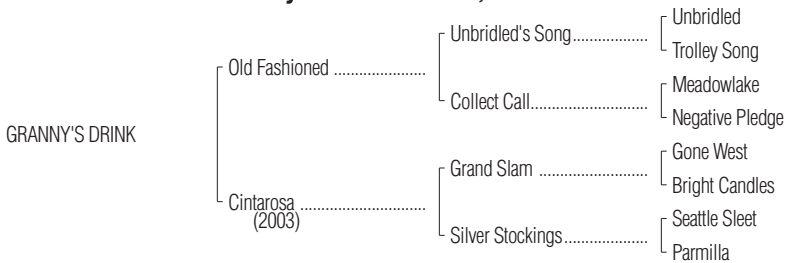 Unbridled
Unbridled's Song..................
Trolley Song
Old Fashioned ......................
Meadowlake
Collect Call............................
Negative Pledge
GRANNY'S DRINK
Gone West
Grand Slam ..........................
Bright Candles
Cintarosa ..............................
(2003)
Seattle Sleet
Silver Stockings....................
Parmilla